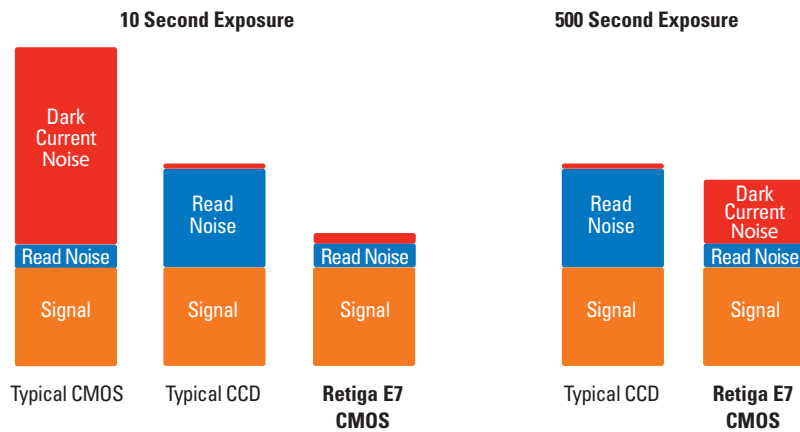 10 Second Exposure
Dark
Current
Noise
Read Noise
Signal
Typical CMOS
Read
Noise
Signal
Typical CCD
Read Noise
Signal
Retiga E7
CMOS
500 Second Exposure
Read
Noise
Signal
Typical CCD
Dark
Current
Noise
Read Noise
Signal
Retiga E7
CMOS